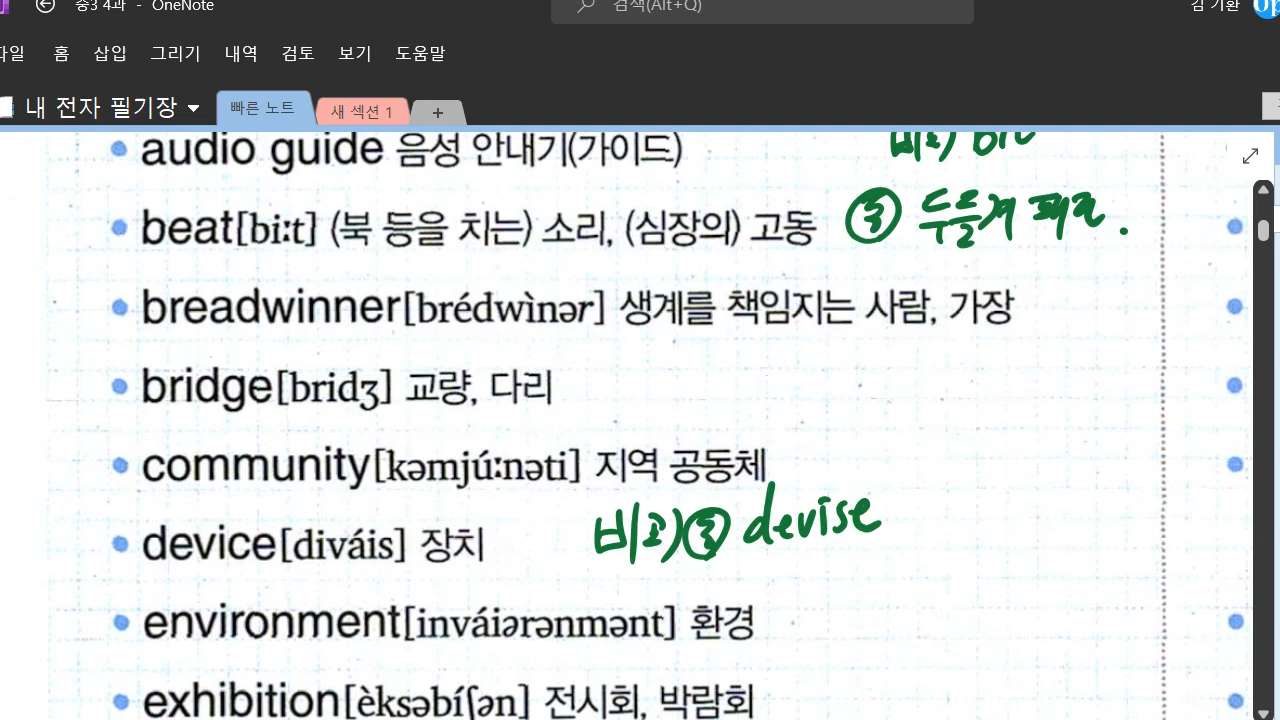 중3 4과 - OneNote
검색(Alt+Q)
김 기환
파일 홈 삽입 그리기 내역 검토 보기 도움말
내 전자 필기장
빠른 노트
새 섹션 1
+
audio guide 음성 안내기(가이드)
beat[biːt] (북 등을 치는) 소리, (심장의) 고동 동 두들겨 패다.
breadwinner[brédwìnər] 생계를 책임지는 사람, 가장
bridge[bridʒ] 교량, 다리
community[kəmjúːnəti] 지역 공동체
비교) 동 devise
device[diváis] 장치
environment[inváiərənmənt] 환경
exhibition[èksəbíʃən] 전시회, 박람회